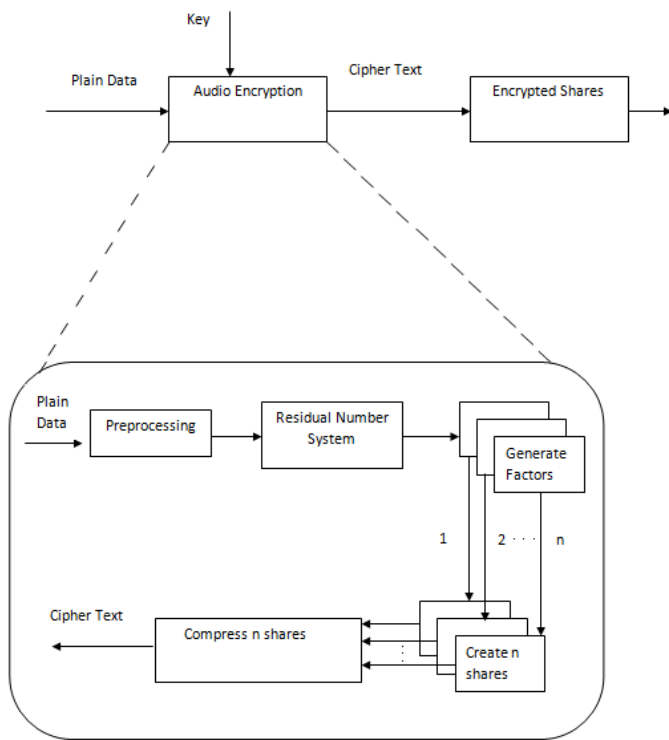 Key
Plain Data
Audio Encryption
Cipher Text
Encrypted Shares
Plain
Data
Preprocessing
Residual Number
System
Generate
Factors
1
2 · · · · n
Cipher Text
Compress n shares
Create n
shares